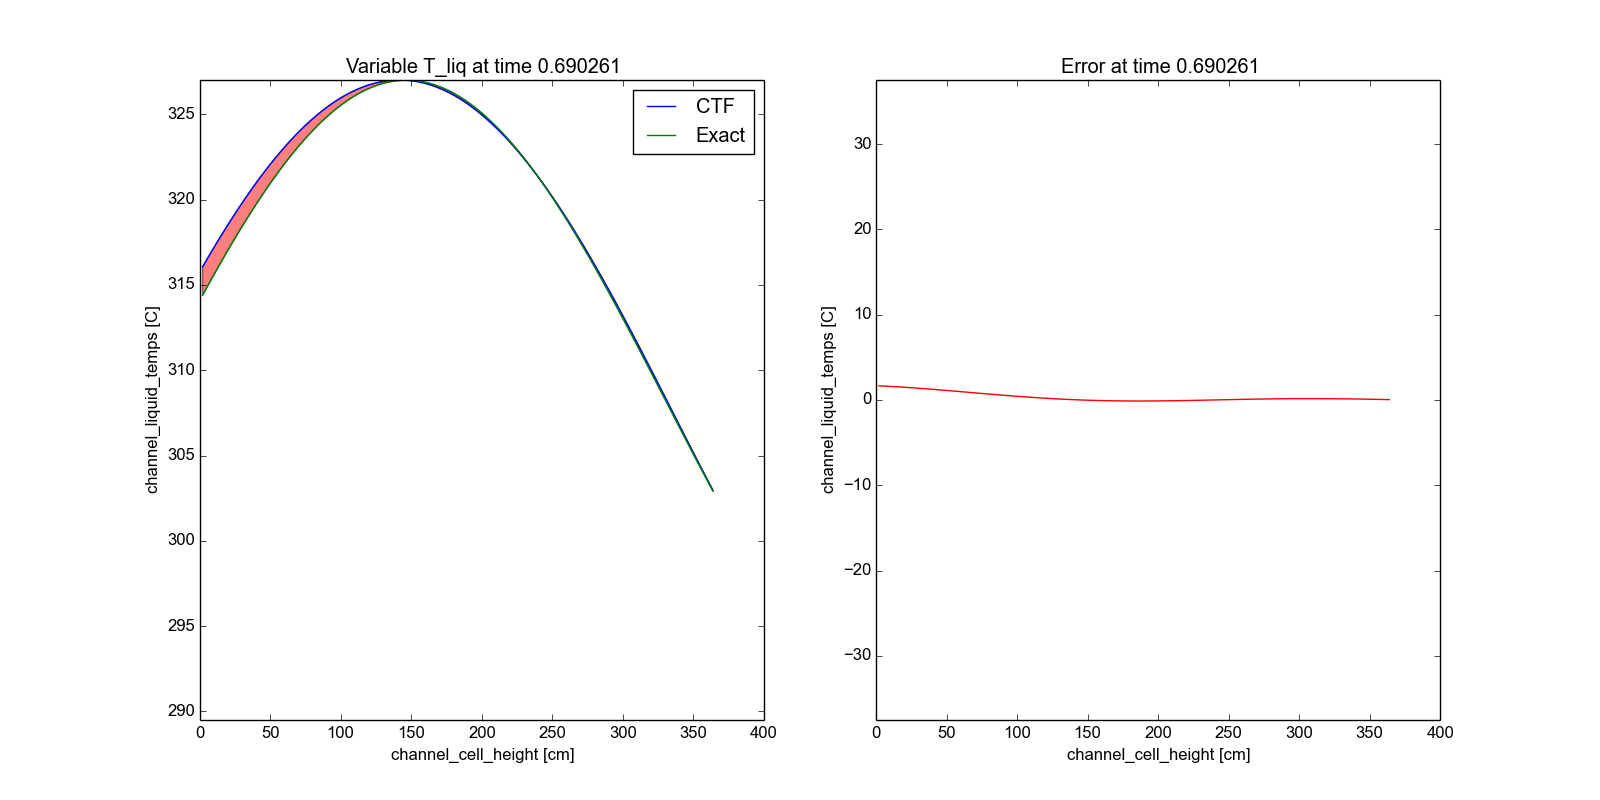 Variable T_liq at time 0.690261
CTF
Exact
325
320
315
310
305
300
295
290
0 50 100 150 200 250 300 350 400
channel_cell_height [cm]
channel_liquid_temps [C]
Error at time 0.690261
30
20
10
0
−10
−20
−30
0 50 100 150 200 250 300 350 400
channel_cell_height [cm]
channel_liquid_temps [C]